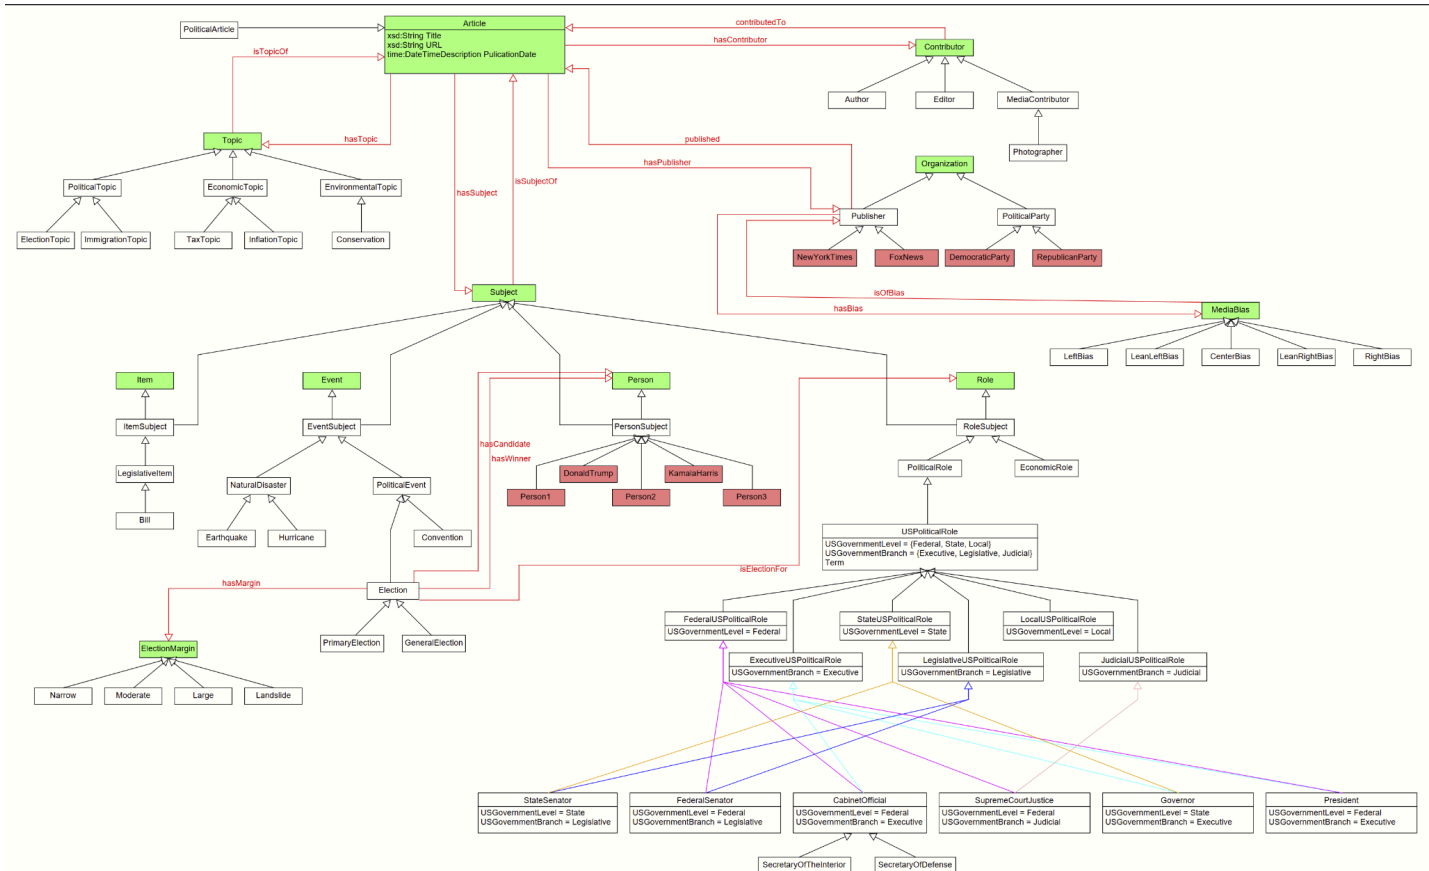 Article
PoliticalArticle
xsd:String Title
xsd:String URL
time:DateTimeDescription PulicationDate
contributedTo
hasContributor
Contributor
isTopicOf
Author
Editor
MediaContributor
Photographer
Topic
hasTopic
published
hasPublisher
Organization
isSubjectOf
hasSubject
PoliticalTopic
EconomicTopic
EnvironmentalTopic
Publisher
PoliticalParty
ElectionTopic
ImmigrationTopic
TaxTopic
InflationTopic
Conservation
NewYorkTimes
FoxNews
DemocraticParty
RepublicanParty
Subject
isOfBias
hasBias
MediaBias
LeftBias
LeanLeftBias
CenterBias
LeanRightBias
RightBias
Item
Event
Person
Role
ItemSubject
EventSubject
PersonSubject
RoleSubject
hasCandidate
hasWinner
LegislativeItem
DonaldTrump
KamalaHarris
PoliticalRole
EconomicRole
NaturalDisaster
PoliticalEvent
Person1
Person2
Person3
Bill
Earthquake
Hurricane
Convention
USPoliticalRole
USGovernmentLevel = {Federal, State, Local}
USGovernmentBranch = {Executive, Legislative, Judicial}
Term
isElectionFor
hasMargin
Election
PrimaryElection
GeneralElection
FederalUSPoliticalRole
USGovernmentLevel = Federal
StateUSPoliticalRole
USGovernmentLevel = State
LocalUSPoliticalRole
USGovernmentLevel = Local
ElectionMargin
ExecutiveUSPoliticalRole
USGovernmentBranch = Executive
LegislativeUSPoliticalRole
USGovernmentBranch = Legislative
JudicialUSPoliticalRole
USGovernmentBranch = Judicial
Narrow
Moderate
Large
Landslide
StateSenator
USGovernmentLevel = State
USGovernmentBranch = Legislative
FederalSenator
USGovernmentLevel = Federal
USGovernmentBranch = Legislative
CabinetOfficial
USGovernmentLevel = Federal
USGovernmentBranch = Executive
SupremeCourtJustice
USGovernmentLevel = Federal
USGovernmentBranch = Judicial
Governor
USGovernmentLevel = State
USGovernmentBranch = Executive
President
USGovernmentLevel = Federal
USGovernmentBranch = Executive
SecretaryOfTheInterior
SecretaryOfDefense